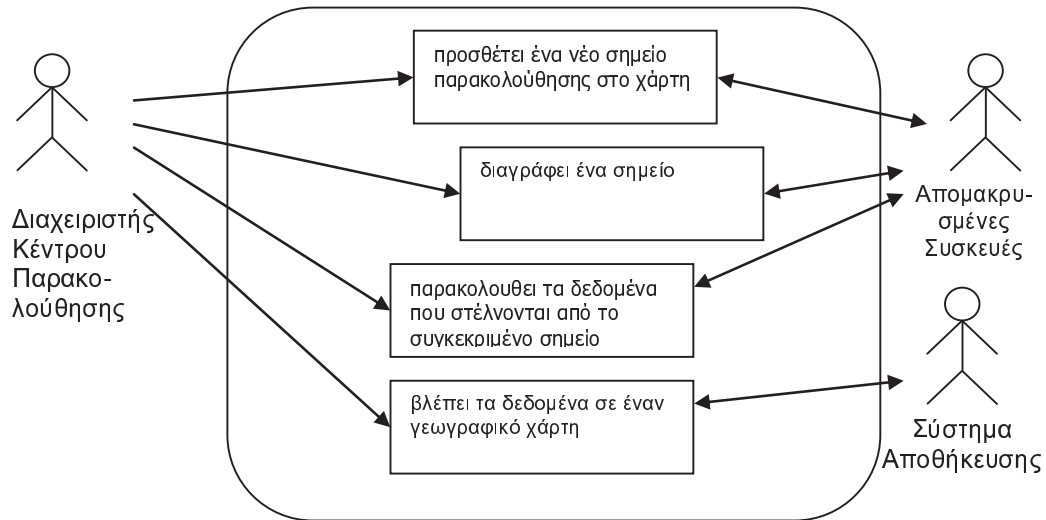 προσθέτει ένα νέο σημείο
παρακολούθησης στο χάρτη
διαγράφει ένα σημείο
Απομακρυ-
σμένες
Συσκευές
Διαχειριστής
Κέντρου
Παρακο-
λούθησης
παρακολουθει τα δεδομένα
που στέλνονται από το
συγκεκριμένο σημείο
βλέπει τα δεδομένα σε έναν
γεωγραφικό χάρτη
Σύστημα
Αποθήκευσης